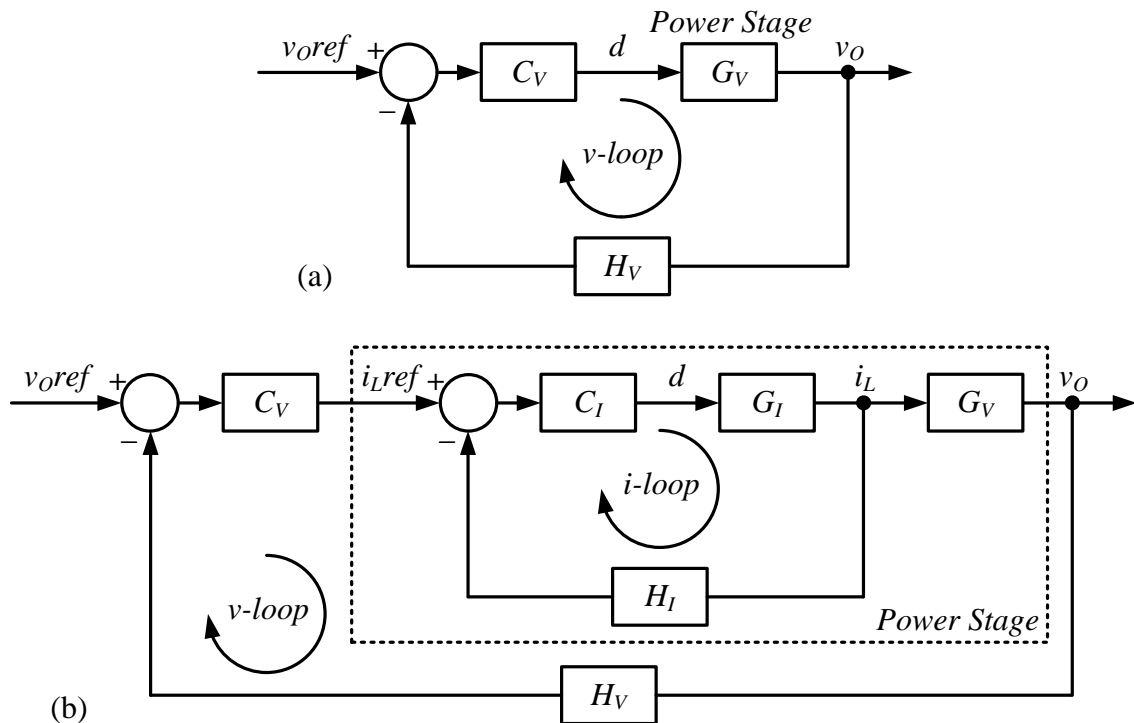 Power Stage
v_Oref + C_V d G_V v_O
−
v-loop
H_V
(a)
v_Oref + C_V i_Lref + C_I d G_I i_L G_V v_O
− −
i-loop
v-loop
H_I
Power Stage
H_V
(b)